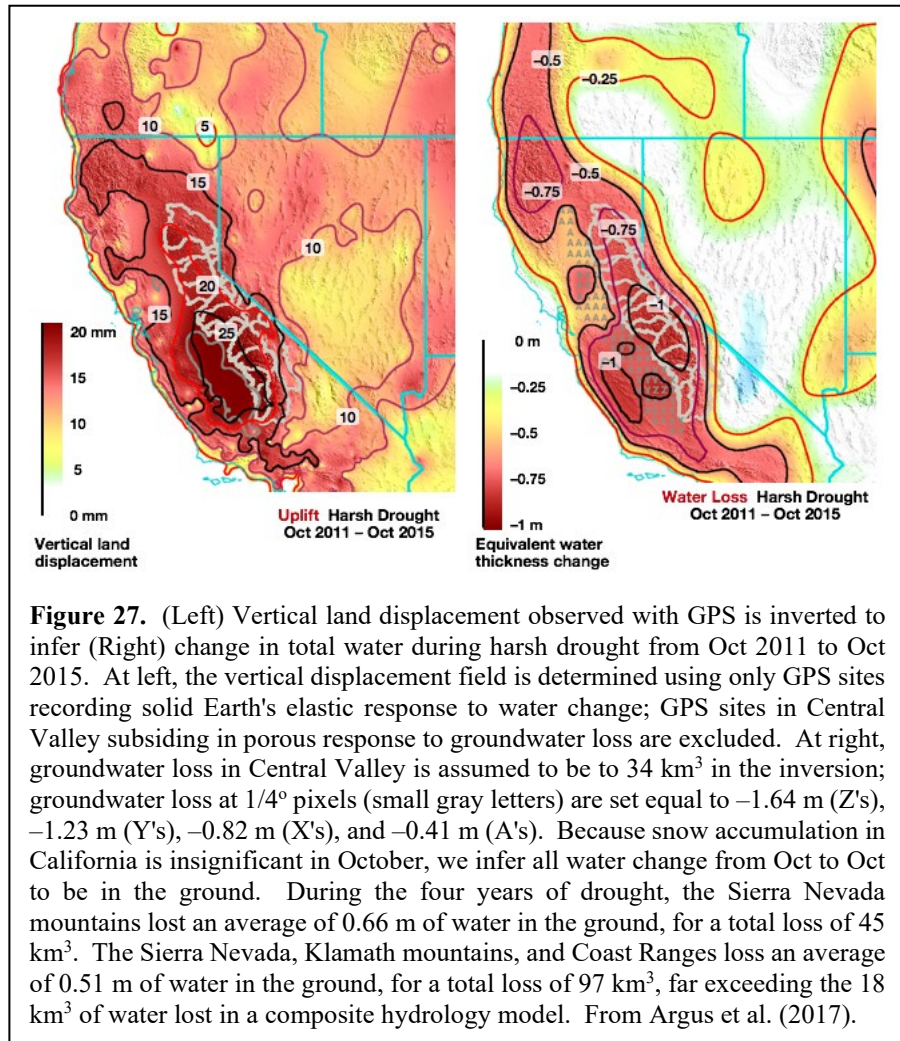 10
5
15
10
20
15
25
10
20 mm
15
10
5
0 mm
Vertical land
displacement
Uplift Harsh Drought
Oct 2011 – Oct 2015
–0.5
–0.25
–0.5
–0.75
–0.75
–1
–1
0 m
–0.25
–0.5
–0.75
–1 m
Equivalent water
thickness change
Water Loss Harsh Drought
Oct 2011 – Oct 2015
Figure 27. (Left) Vertical land displacement observed with GPS is inverted to
infer (Right) change in total water during harsh drought from Oct 2011 to Oct
2015. At left, the vertical displacement field is determined using only GPS sites
recording solid Earth's elastic response to water change; GPS sites in Central
Valley subsiding in porous response to groundwater loss are excluded. At right,
groundwater loss in Central Valley is assumed to be to 34 km³ in the inversion;
groundwater loss at 1/4º pixels (small gray letters) are set equal to –1.64 m (Z's),
–1.23 m (Y's), –0.82 m (X's), and –0.41 m (A's). Because snow accumulation in
California is insignificant in October, we infer all water change from Oct to Oct
to be in the ground. During the four years of drought, the Sierra Nevada
mountains lost an average of 0.66 m of water in the ground, for a total loss of 45
km³. The Sierra Nevada, Klamath mountains, and Coast Ranges loss an average
of 0.51 m of water in the ground, for a total loss of 97 km³, far exceeding the 18
km³ of water lost in a composite hydrology model. From Argus et al. (2017).